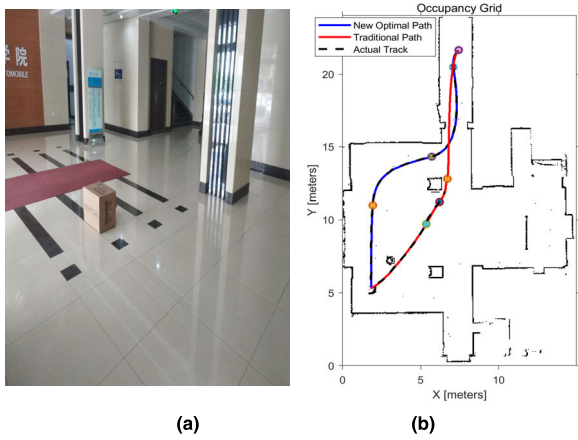 学院
OMOBILE
Occupancy Grid
New Optimal Path
Traditional Path
Actual Track
Y [meters]
20
15
10
5
0
0
5
10
X [meters]
(a)
(b)